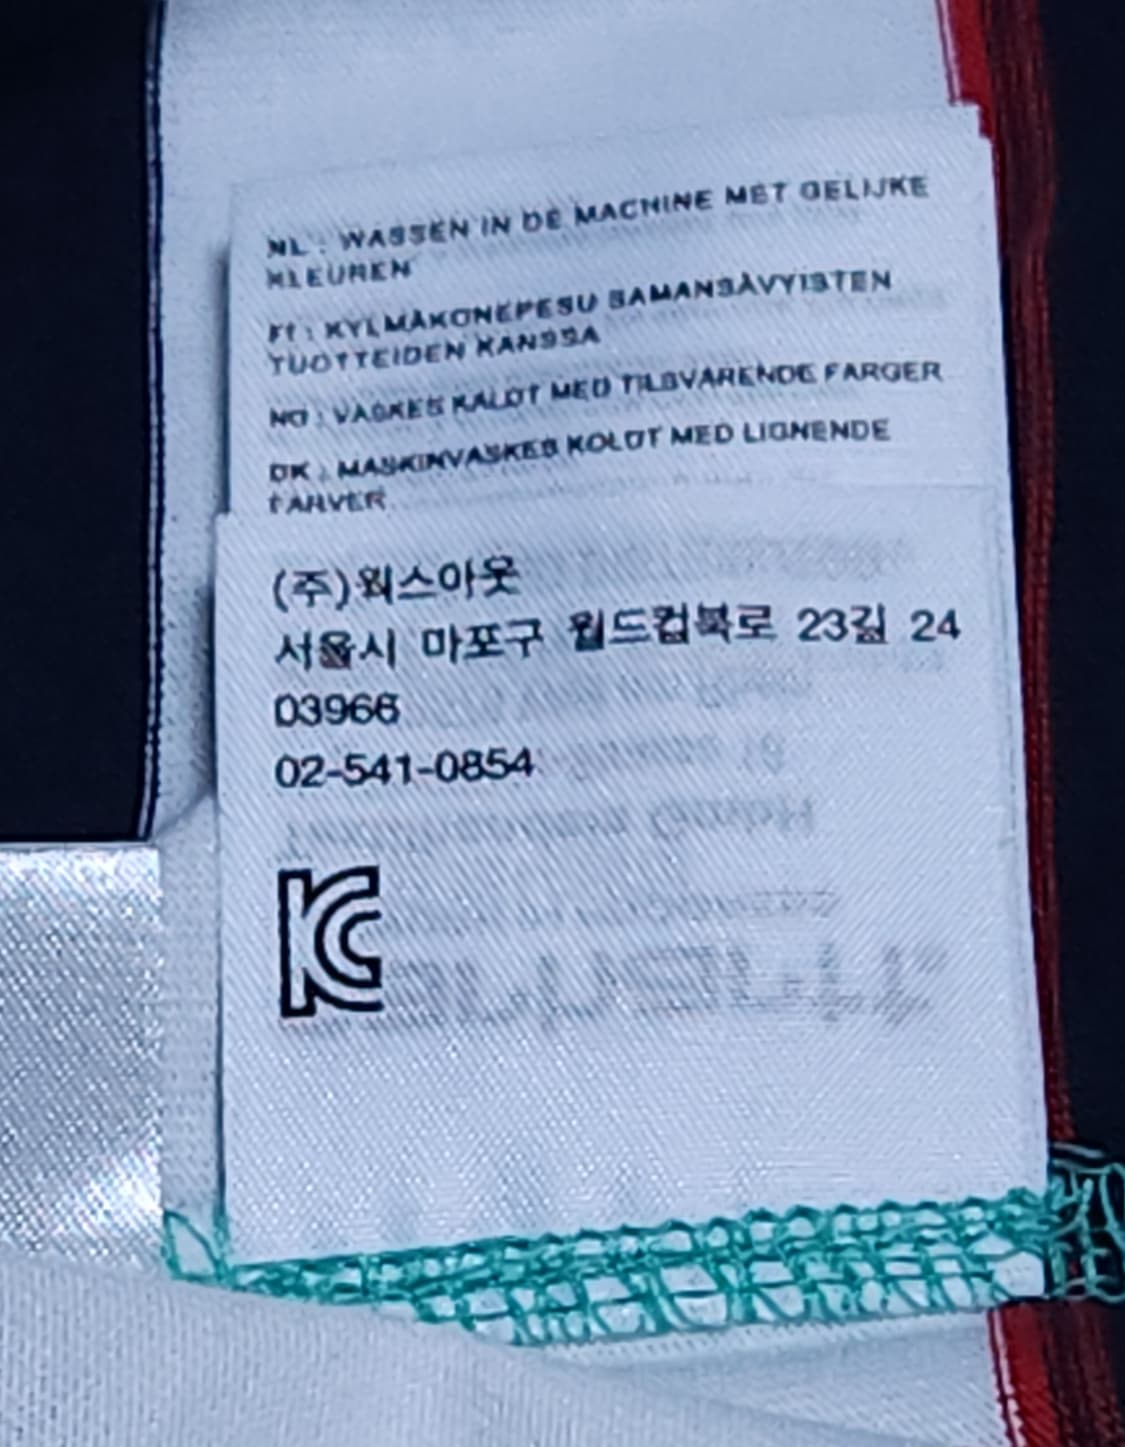 NL : WASSEN IN DE MACHINE MET GELIJKE
KLEUREN
FI : KYLMÄKONEPESU SAMANSÄVYISTEN
TUOTTEIDEN KANSSA
NO : VASKES KALDT MED TILSVARENDE FARGER
DK : MASKINVASKES KOLDT MED LIGNENDE
FARVER
(주)웍스아웃
서울시 마포구 월드컵북로 23길 24
03966
02-541-0854
KC